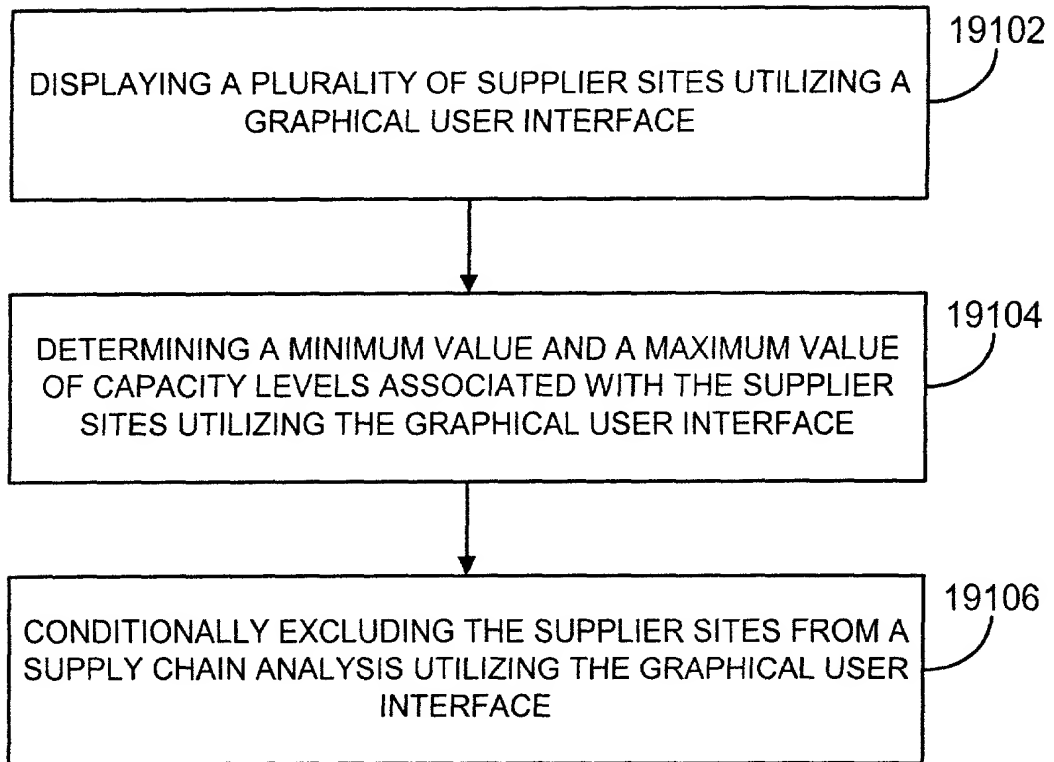 19102
DISPLAYING A PLURALITY OF SUPPLIER SITES UTILIZING A
GRAPHICAL USER INTERFACE
19104
DETERMINING A MINIMUM VALUE AND A MAXIMUM VALUE
OF CAPACITY LEVELS ASSOCIATED WITH THE SUPPLIER
SITES UTILIZING THE GRAPHICAL USER INTERFACE
19106
CONDITIONALLY EXCLUDING THE SUPPLIER SITES FROM A
SUPPLY CHAIN ANALYSIS UTILIZING THE GRAPHICAL USER
INTERFACE